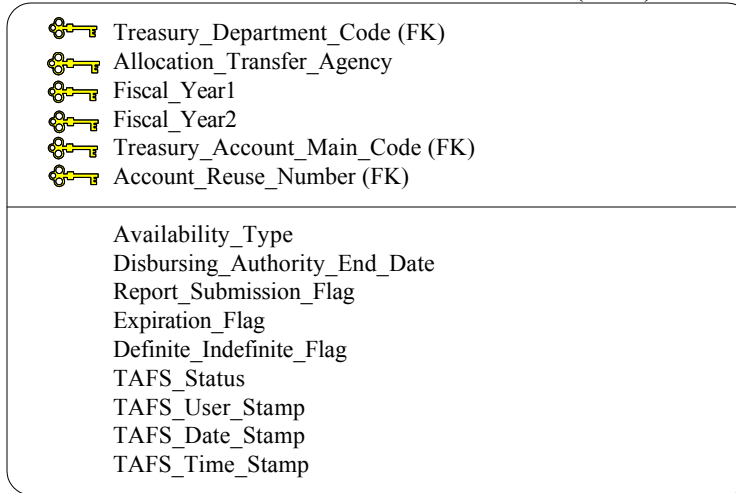 Treasury_Department_Code (FK)
Allocation_Transfer_Agency
Fiscal_Year1
Fiscal_Year2
Treasury_Account_Main_Code (FK)
Account_Reuse_Number (FK)
Availability_Type
Disbursing_Authority_End_Date
Report_Submission_Flag
Expiration_Flag
Definite_Indefinite_Flag
TAFS_Status
TAFS_User_Stamp
TAFS_Date_Stamp
TAFS_Time_Stamp